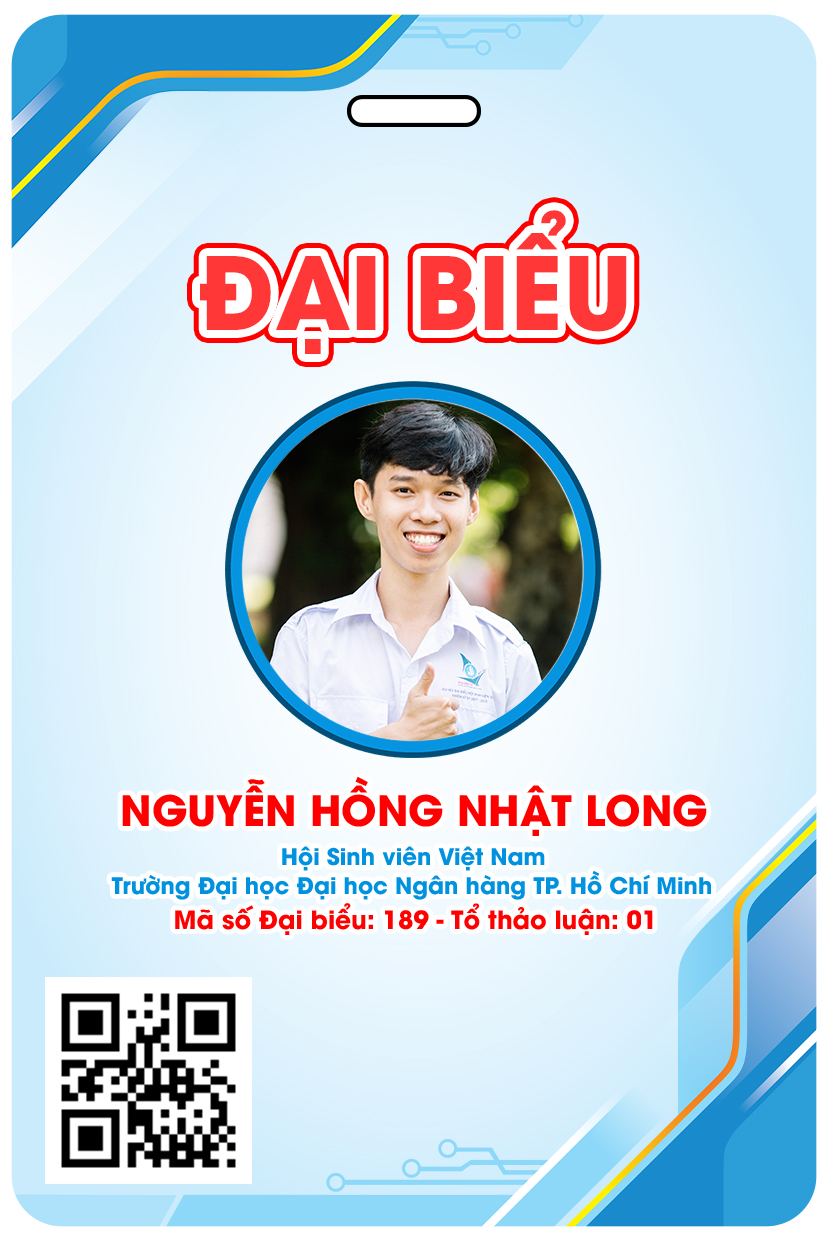 ĐẠI BIỂU
NGUYỄN HỒNG NHẬT LONG
Hội Sinh viên Việt Nam
Trường Đại học Đại học Ngân hàng TP. Hồ Chí Minh
Mã số Đại biểu: 189 - Tổ thảo luận: 01